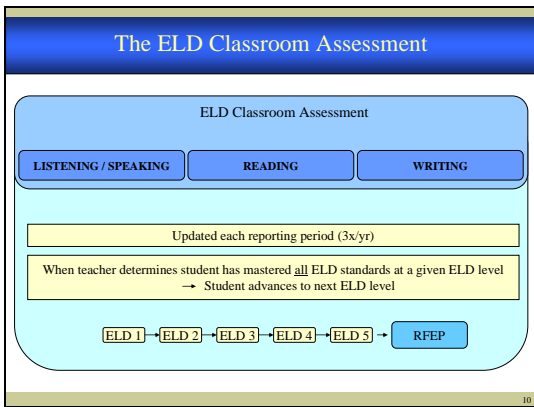 The ELD Classroom Assessment
ELD Classroom Assessment
LISTENING / SPEAKING READING WRITING
Updated each reporting period (3x/yr)
When teacher determines student has mastered all ELD standards at a given ELD level
→ Student advances to next ELD level
ELD 1 → ELD 2 → ELD 3 → ELD 4 → ELD 5 → RFEP
10